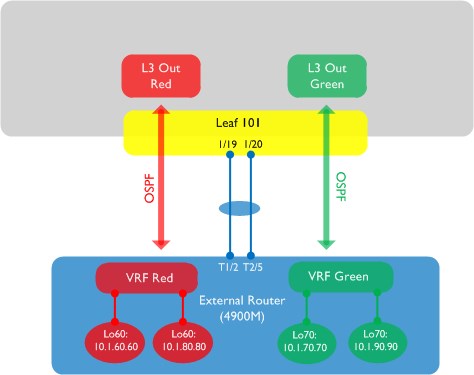 L3 Out
Red
L3 Out
Green
Leaf 101
1/19 1/20
OSPF
OSPF
T1/2 T2/5
VRF Red
VRF Green
External Router
(4900M)
Lo60:
10.1.60.60
Lo60:
10.1.80.80
Lo70:
10.1.70.70
Lo70:
10.1.90.90